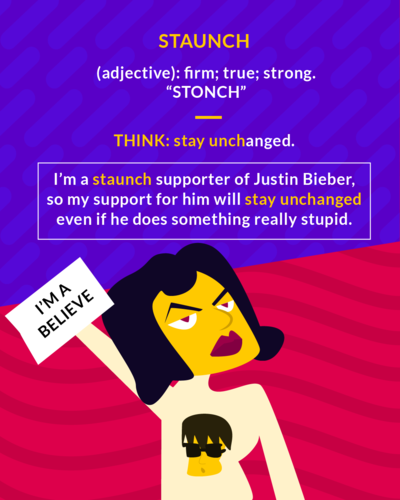 STAUNCH
(adjective): firm; true; strong.
“STONCH”
THINK: stay unchanged.
I’m a staunch supporter of Justin Bieber,
so my support for him will stay unchanged
even if he does something really stupid.
I’M A
BELIEVE